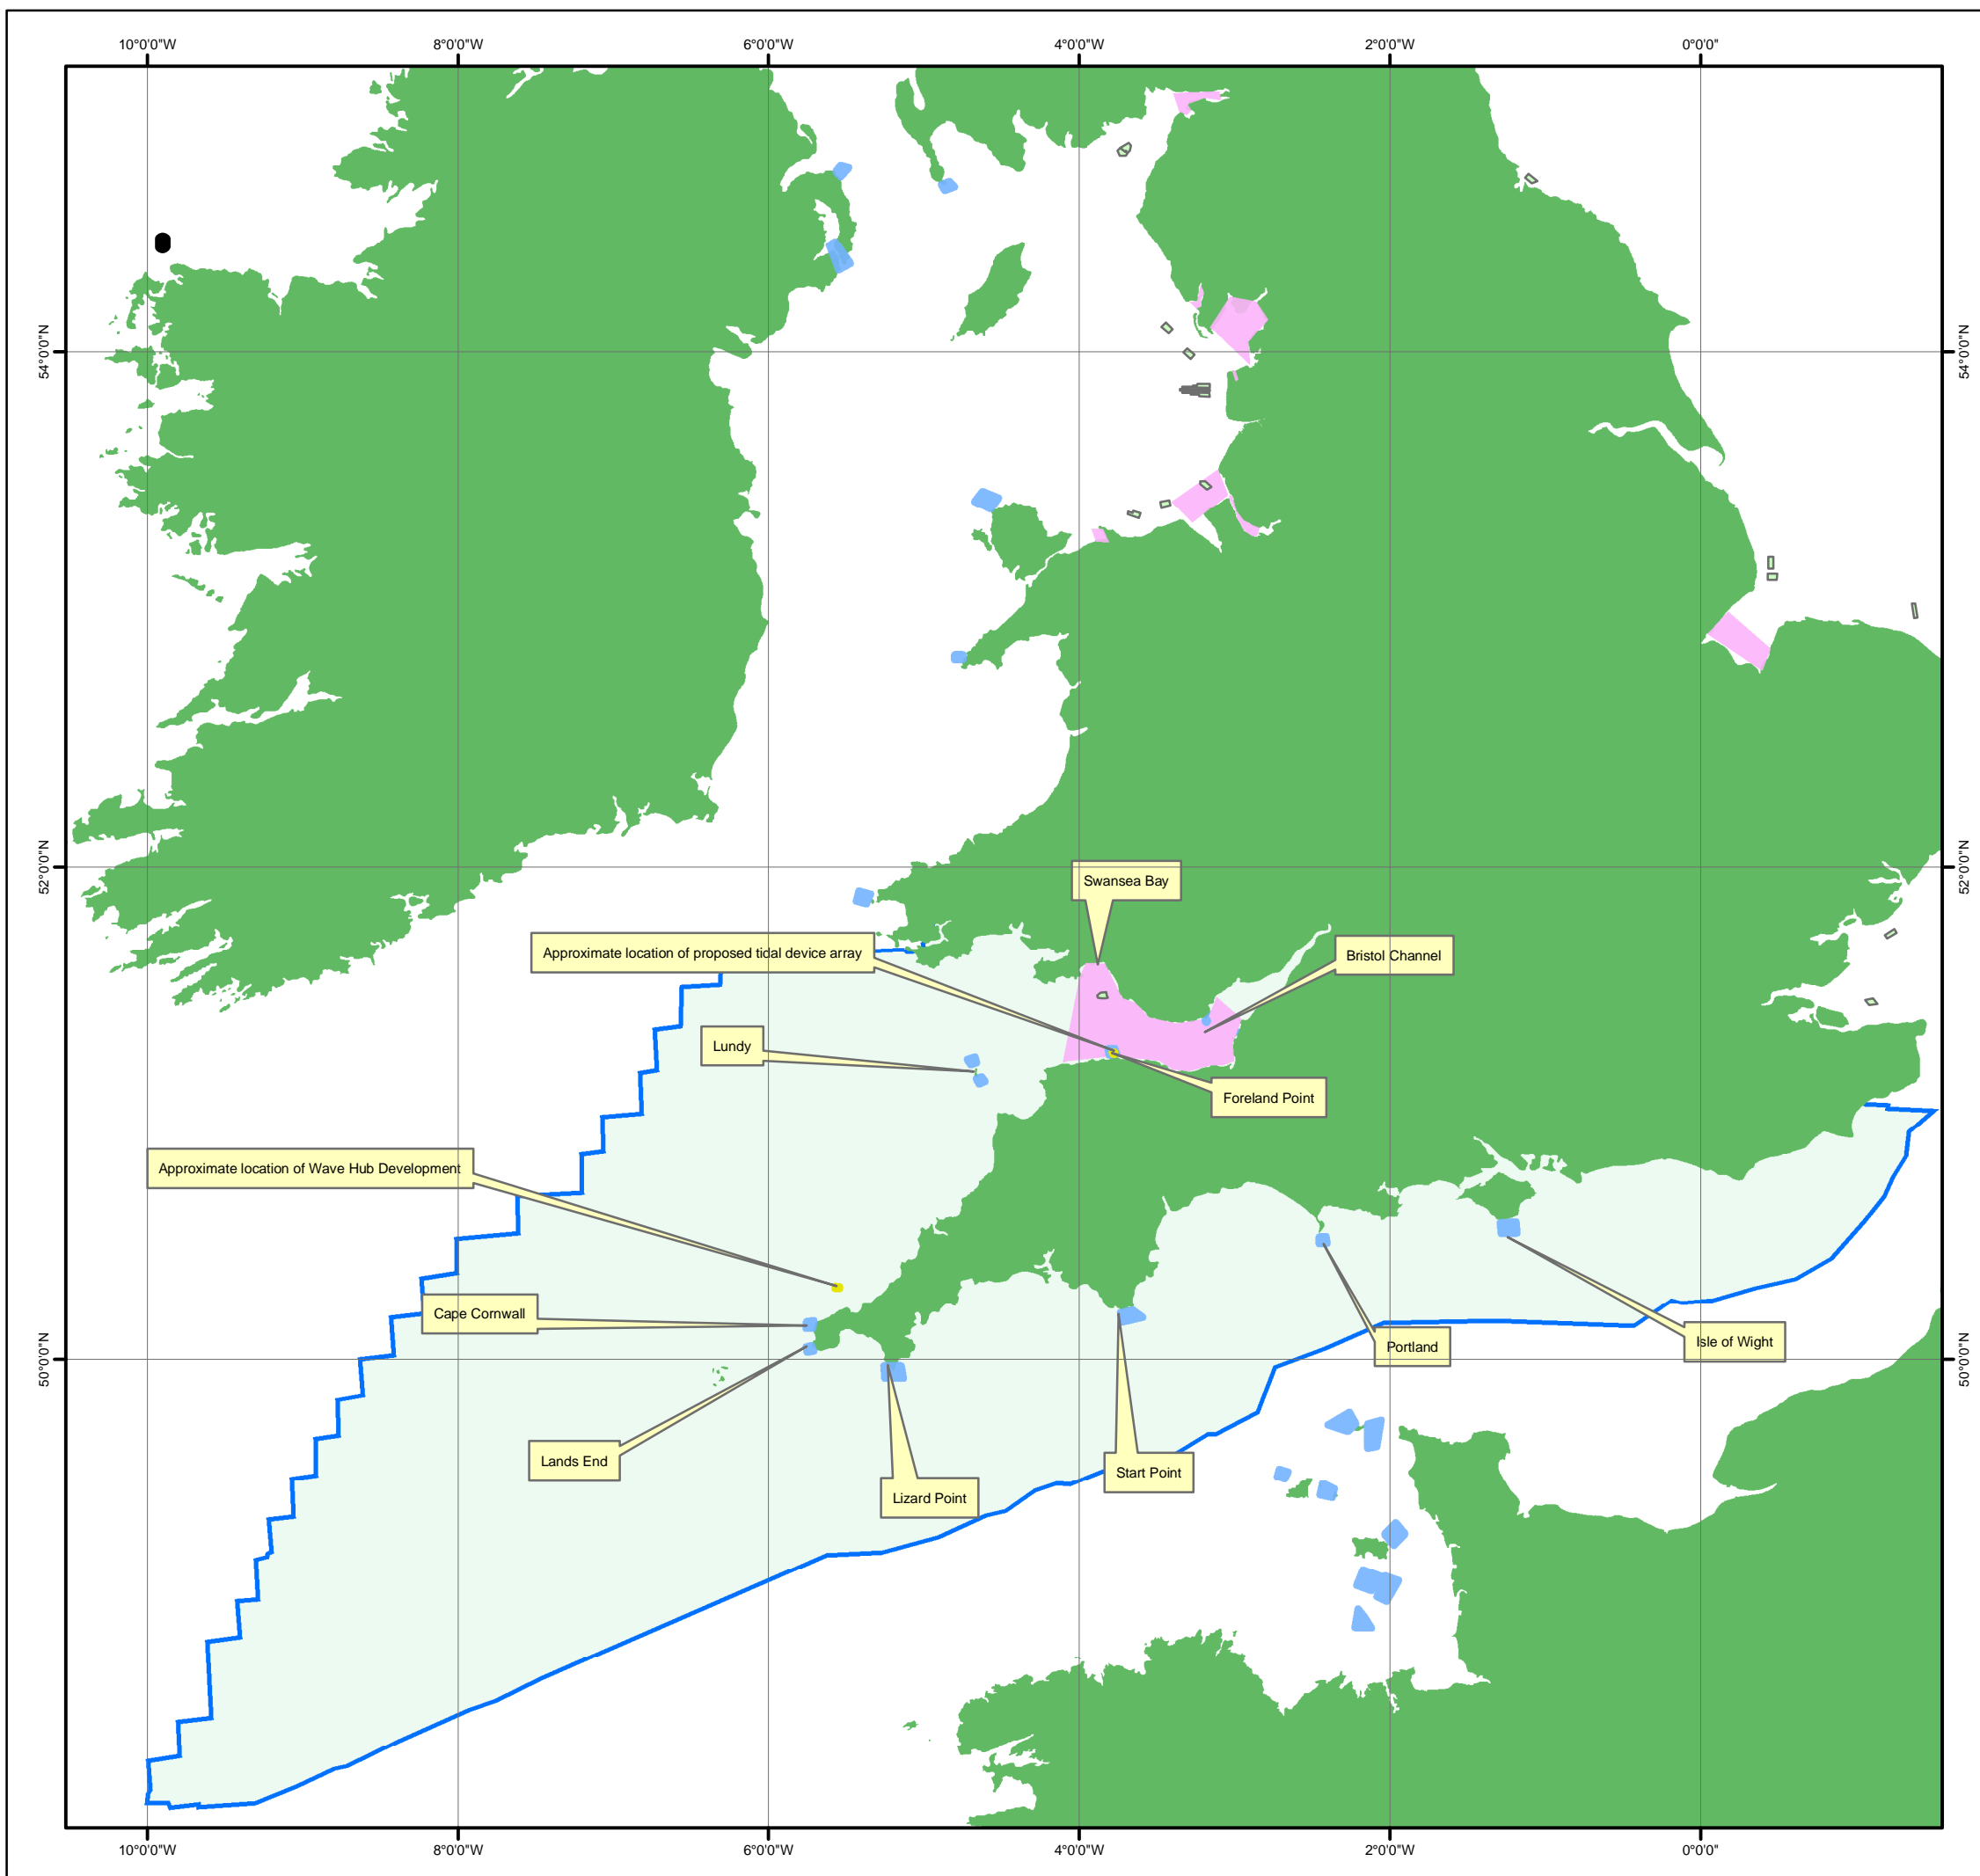 10°0'0"W 8°0'0"W 6°0'0"W 4°0'0"W 2°0'0"W 0°0'0"
54°0'0"N 54°0'0"N
52°0'0"N 52°0'0"N
Swansea Bay
Approximate location of proposed tidal device array
Bristol Channel
Lundy
Foreland Point
Approximate location of Wave Hub Development
Cape Cornwall
Isle of Wight
Portland
50°0'0"N 50°0'0"N
Lands End
Start Point
Lizard Point
10°0'0"W 8°0'0"W 6°0'0"W 4°0'0"W 2°0'0"W 0°0'0"